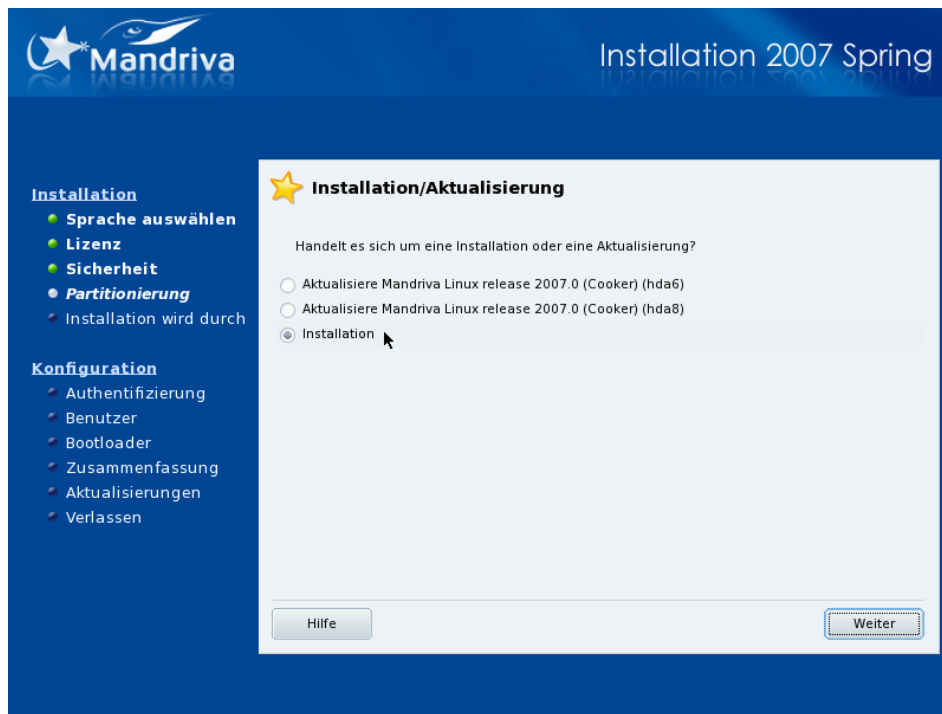 Mandriva
Installation 2007 Spring
Installation
Sprache auswählen
Lizenz
Sicherheit
Partitionierung
Installation wird durch
Konfiguration
Authentifizierung
Benutzer
Bootloader
Zusammenfassung
Aktualisierungen
Verlassen
Installation/Aktualisierung
Handelt es sich um eine Installation oder eine Aktualisierung?
Aktualisiere Mandriva Linux release 2007.0 (Cooker) (hda6)
Aktualisiere Mandriva Linux release 2007.0 (Cooker) (hda8)
Installation
Hilfe
Weiter